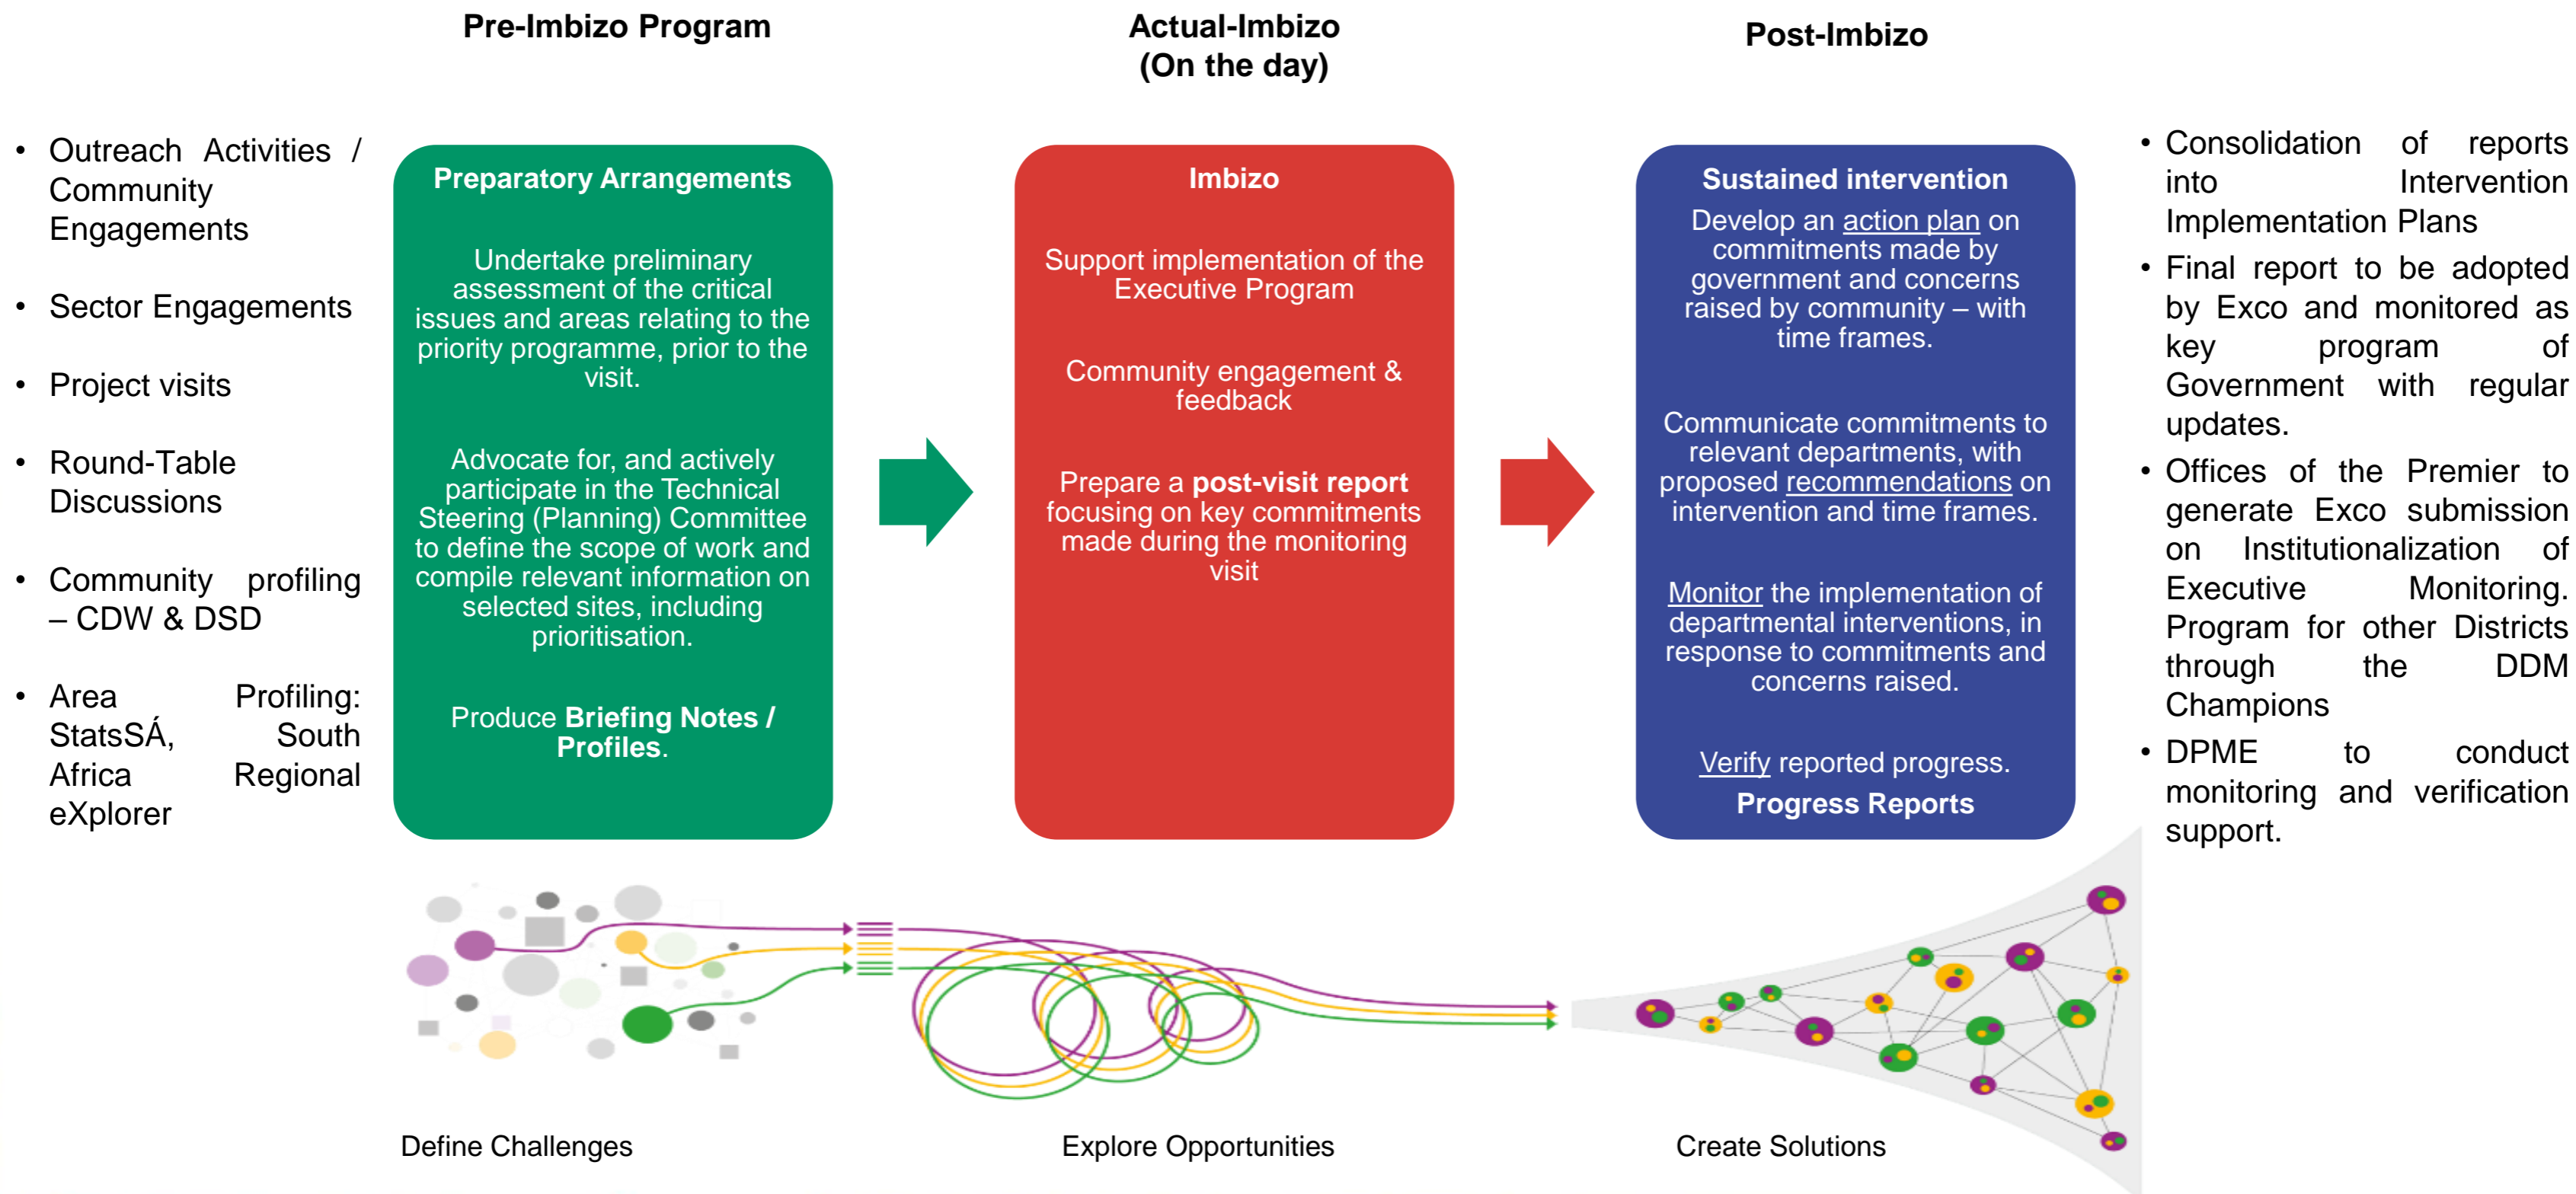 Pre-Imbizo Program
Actual-Imbizo
(On the day)
Post-Imbizo
• Outreach Activities /
Community
Engagements
• Sector Engagements
• Project visits
• Round-Table
Discussions
• Community profiling
– CDW & DSD
• Area Profiling:
StatsSÁ, South
Africa Regional
eXplorer
Preparatory Arrangements
Undertake preliminary
assessment of the critical
issues and areas relating to the
priority programme, prior to the
visit.
Advocate for, and actively
participate in the Technical
Steering (Planning) Committee
to define the scope of work and
compile relevant information on
selected sites, including
prioritisation.
Produce Briefing Notes /
Profiles.
Imbizo
Support implementation of the
Executive Program
Community engagement &
feedback
Prepare a post-visit report
focusing on key commitments
made during the monitoring
visit
Sustained intervention
Develop an action plan on
commitments made by
government and concerns
raised by community – with
time frames.
Communicate commitments to
relevant departments, with
proposed recommendations on
intervention and time frames.
Monitor the implementation of
departmental interventions, in
response to commitments and
concerns raised.
Verify reported progress.
Progress Reports
• Consolidation of reports
into Intervention
Implementation Plans
• Final report to be adopted
by Exco and monitored as
key program of
Government with regular
updates.
• Offices of the Premier to
generate Exco submission
on Institutionalization of
Executive Monitoring.
Program for other Districts
through the DDM
Champions
• DPME to conduct
monitoring and verification
support.
Define Challenges
Explore Opportunities
Create Solutions